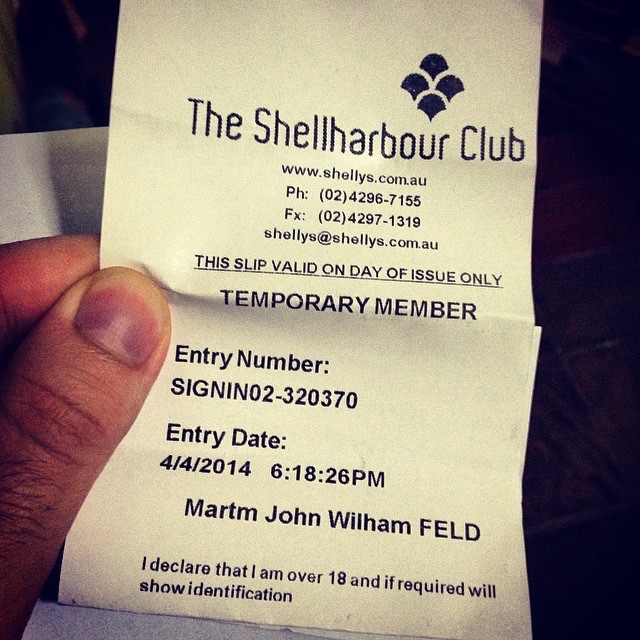 The Shellharbour Club
www.shellys.com.au
Ph: (02)4296-7155
Fx: (02)4297-1319
shellys@shellys.com.au
THIS SLIP VALID ON DAY OF ISSUE ONLY
TEMPORARY MEMBER
Entry Number:
SIGNIN02-320370
Entry Date:
4/4/2014 6:18:26PM
Martm John Wilham FELD
I declare that I am over 18 and if required will
show identification